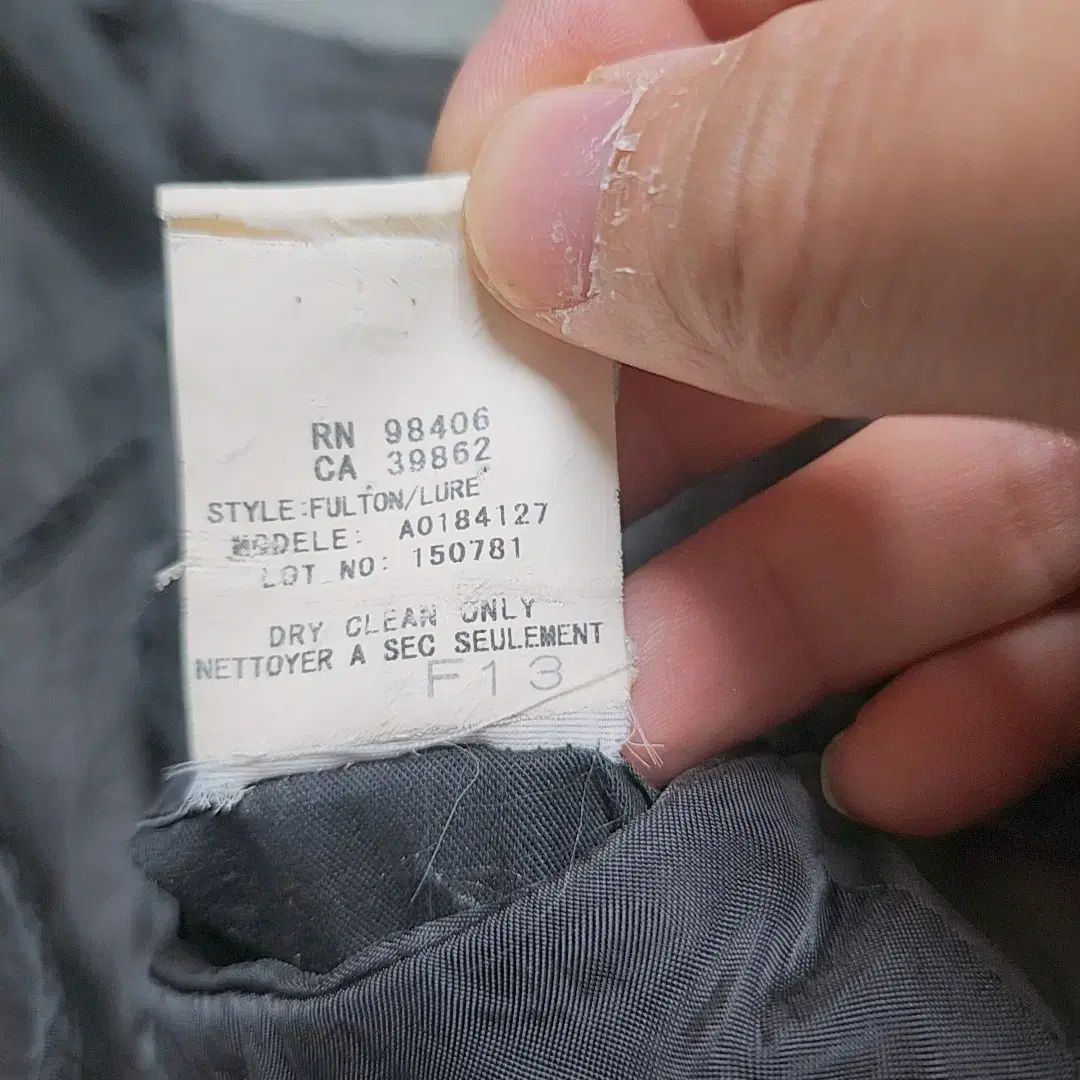 RN 98406
CA 39862
STYLE:FULTON/LURE
MODELE: A0184127
LOT NO: 150781
DRY CLEAN ONLY
NETTOYER A SEC SEULEMENT
F13